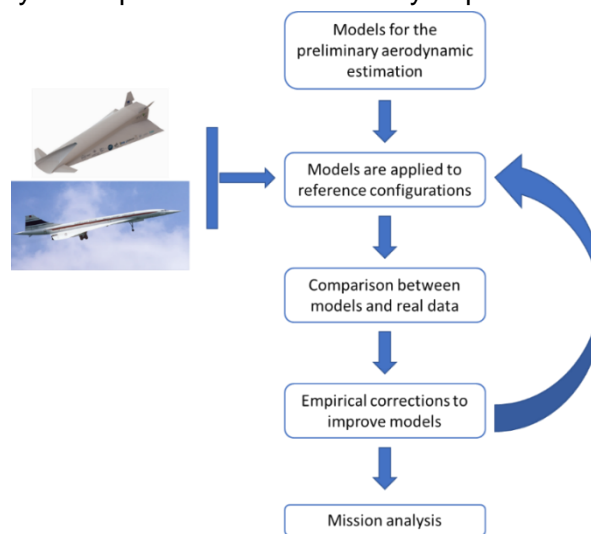 Models for the
preliminary aerodynamic
estimation
Models are applied to
reference configurations
Comparison between
models and real data
Empirical corrections to
improve models
Mission analysis